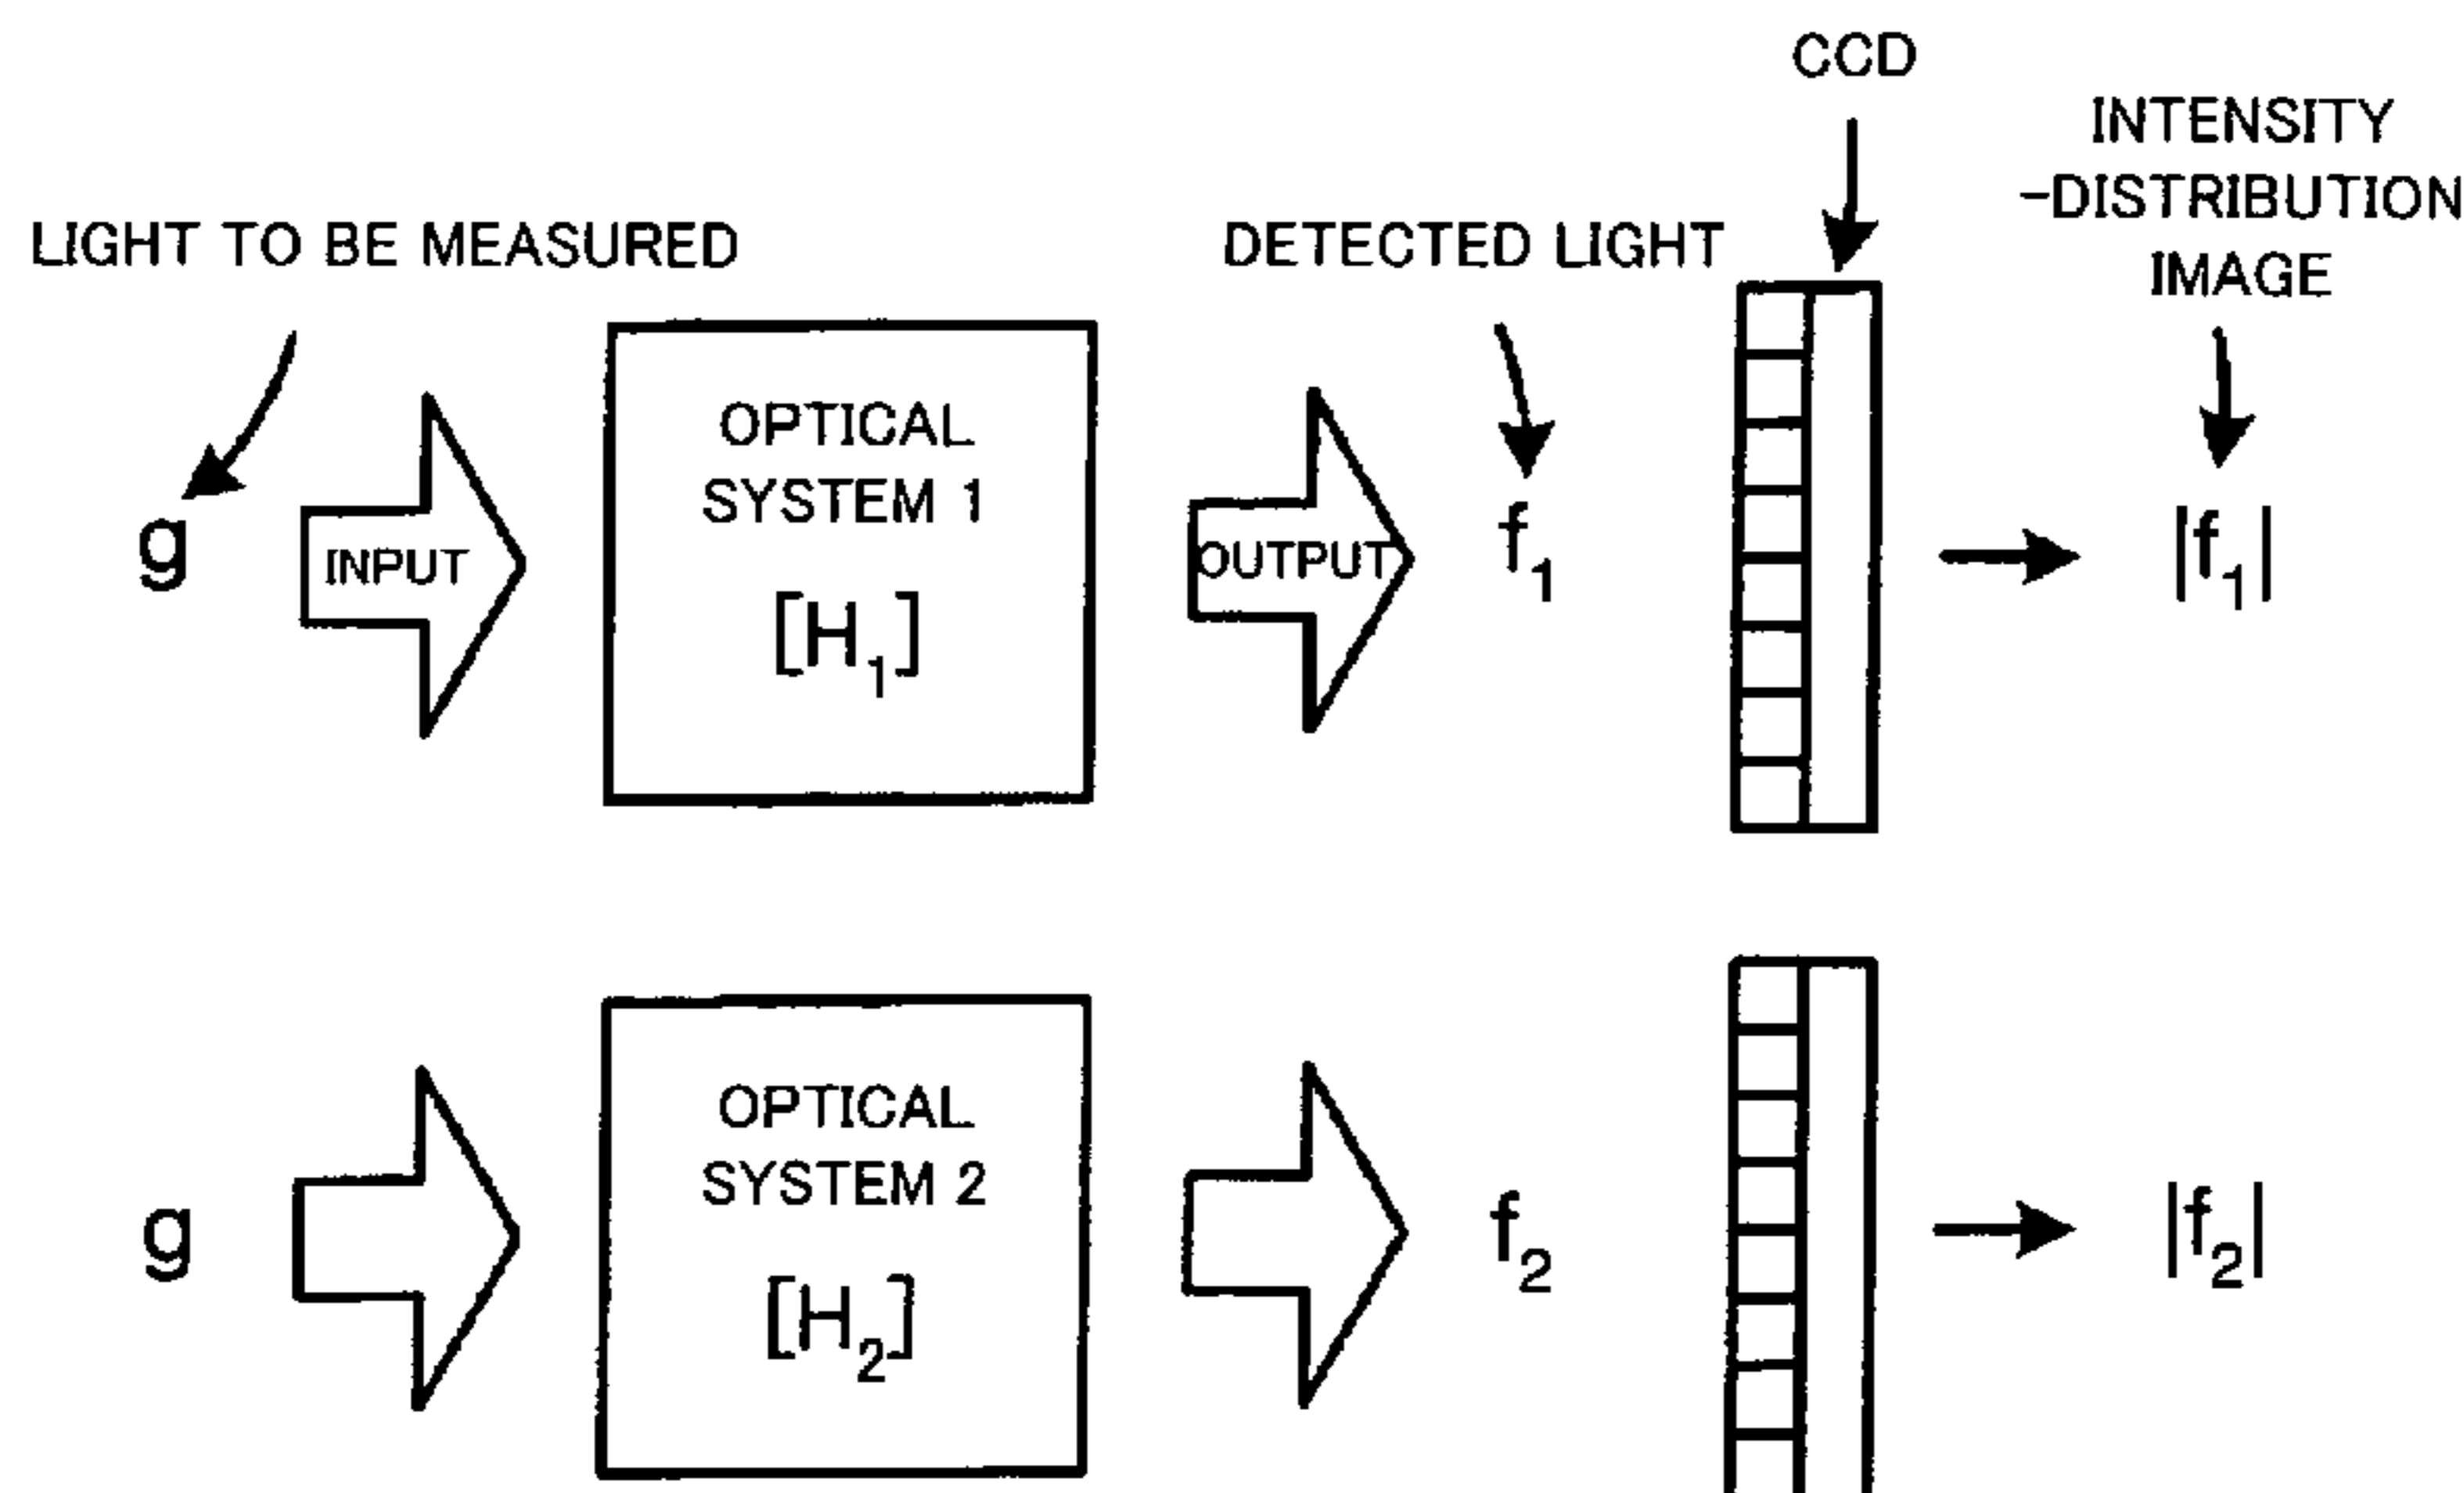 CCD
INTENSITY
-DISTRIBUTION
IMAGE
LIGHT TO BE MEASURED
DETECTED LIGHT
g
INPUT
OPTICAL
SYSTEM 1
[H₁]
OUTPUT
f₁
|f₁|
g
OPTICAL
SYSTEM 2
[H₂]
f₂
|f₂|